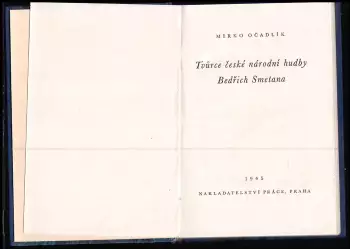 MIRKO OČADLÍK
Tvůrce české národní hudby
Bedřich Smetana
1945
NAKLADATELSTVÍ PRÁCE, PRAHA